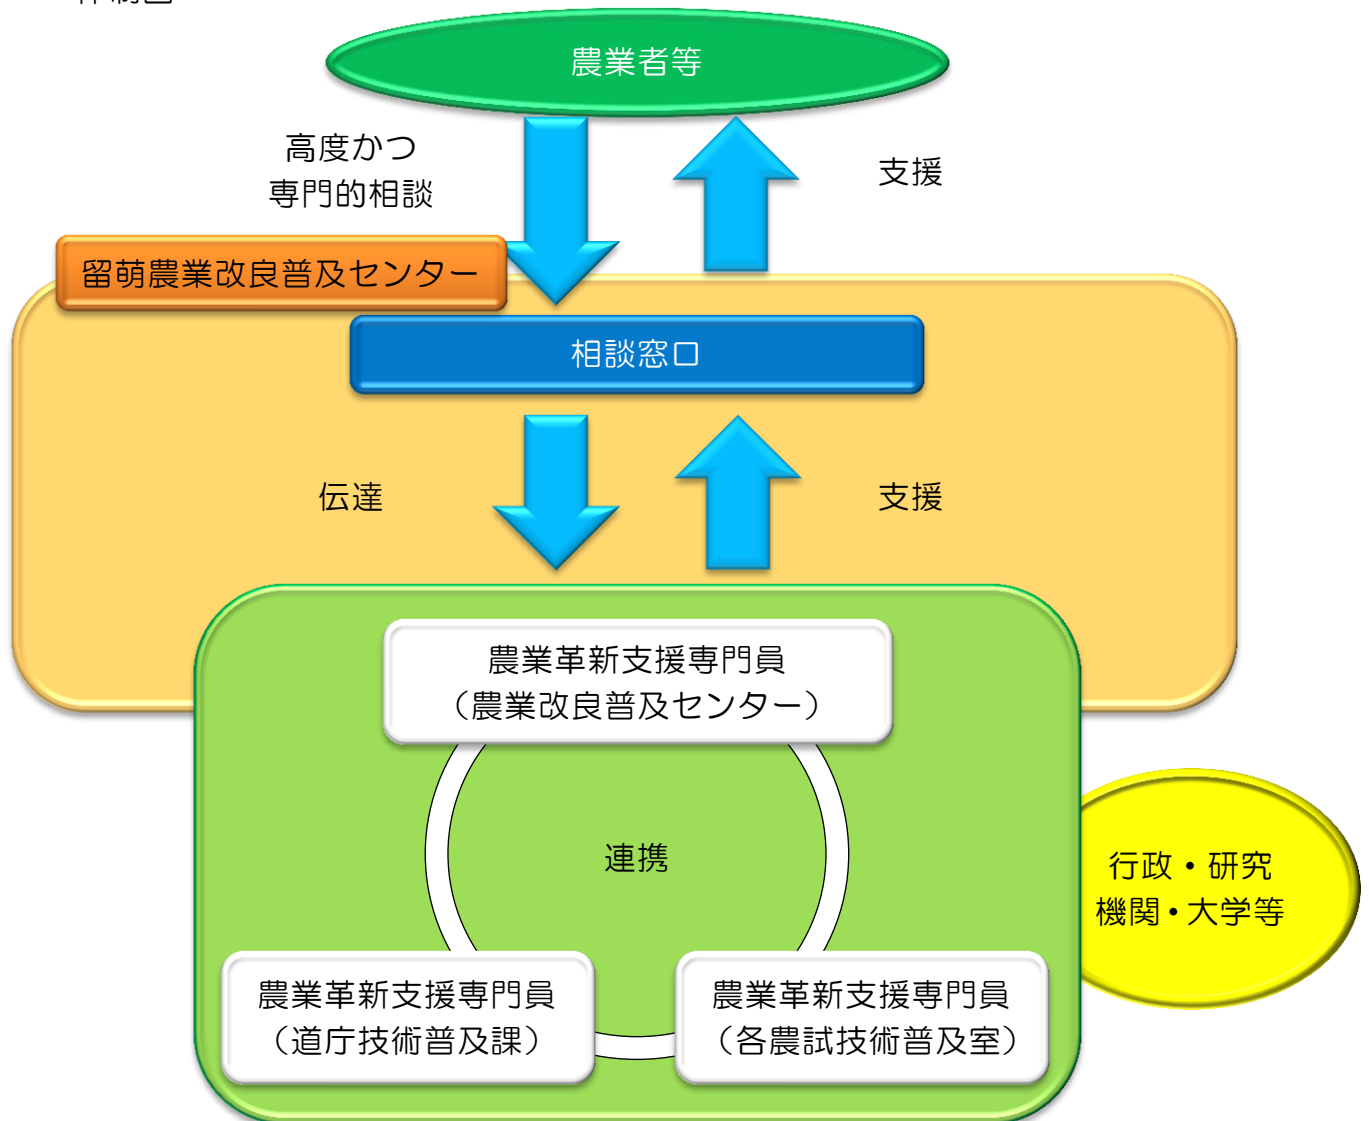 農業者等
高度かつ
専門的相談
支援
留萌農業改良普及センター
相談窓口
伝達
支援
農業革新支援専門員
（農業改良普及センター）
連携
行政・研究
機関・大学等
農業革新支援専門員
（道庁技術普及課）
農業革新支援専門員
（各農試技術普及室）